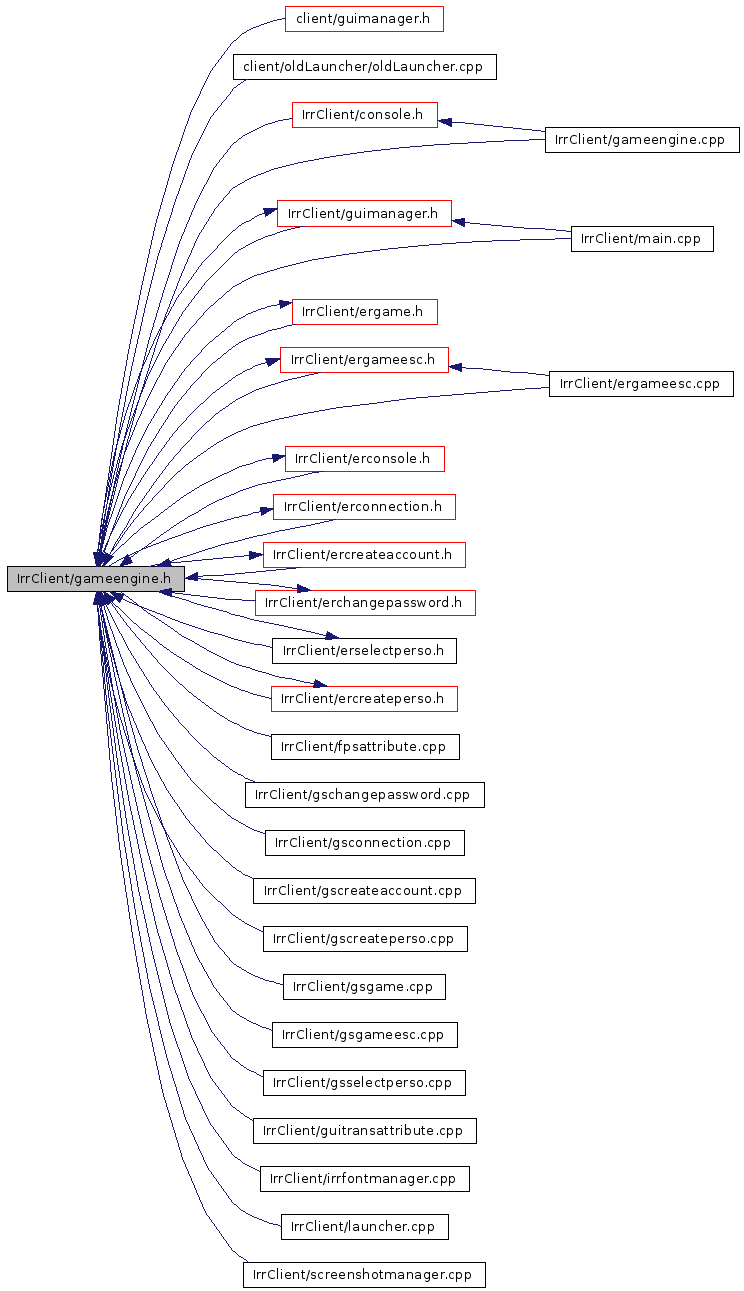 client/guimanager.h
client/oldLauncher/oldLauncher.cpp
IrrClient/console.h
IrrClient/gameengine.cpp
IrrClient/guimanager.h
IrrClient/main.cpp
IrrClient/ergame.h
IrrClient/ergameesc.h
IrrClient/ergameesc.cpp
IrrClient/erconsole.h
IrrClient/erconnection.h
IrrClient/ercreateaccount.h
IrrClient/gameengine.h
IrrClient/erchangepassword.h
IrrClient/erselectperso.h
IrrClient/ercreateperso.h
IrrClient/fpsattribute.cpp
IrrClient/gschangepassword.cpp
IrrClient/gsconnection.cpp
IrrClient/gscreateaccount.cpp
IrrClient/gscreateperso.cpp
IrrClient/gsgame.cpp
IrrClient/gsgameesc.cpp
IrrClient/gsselectperso.cpp
IrrClient/guitransattribute.cpp
IrrClient/irrfontmanager.cpp
IrrClient/launcher.cpp
IrrClient/screenshotmanager.cpp